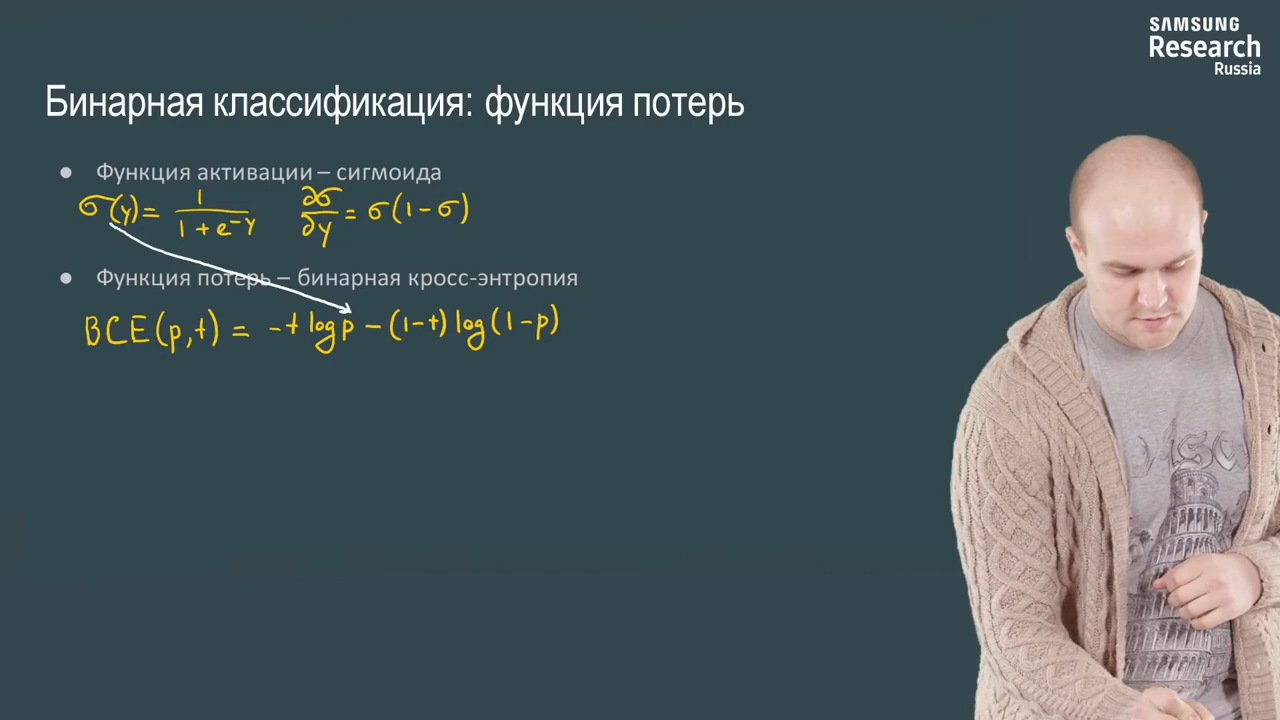 SAMSUNG
Research
Russia
Бинарная классификация: функция потерь
● Функция активации – сигмоида
σ(y) = 1 / (1 + e^-y) ∂σ/∂y = σ(1 - σ)
● Функция потерь – бинарная кросс-энтропия
BCE(p,t) = -t log p - (1-t) log(1-p)
PISA